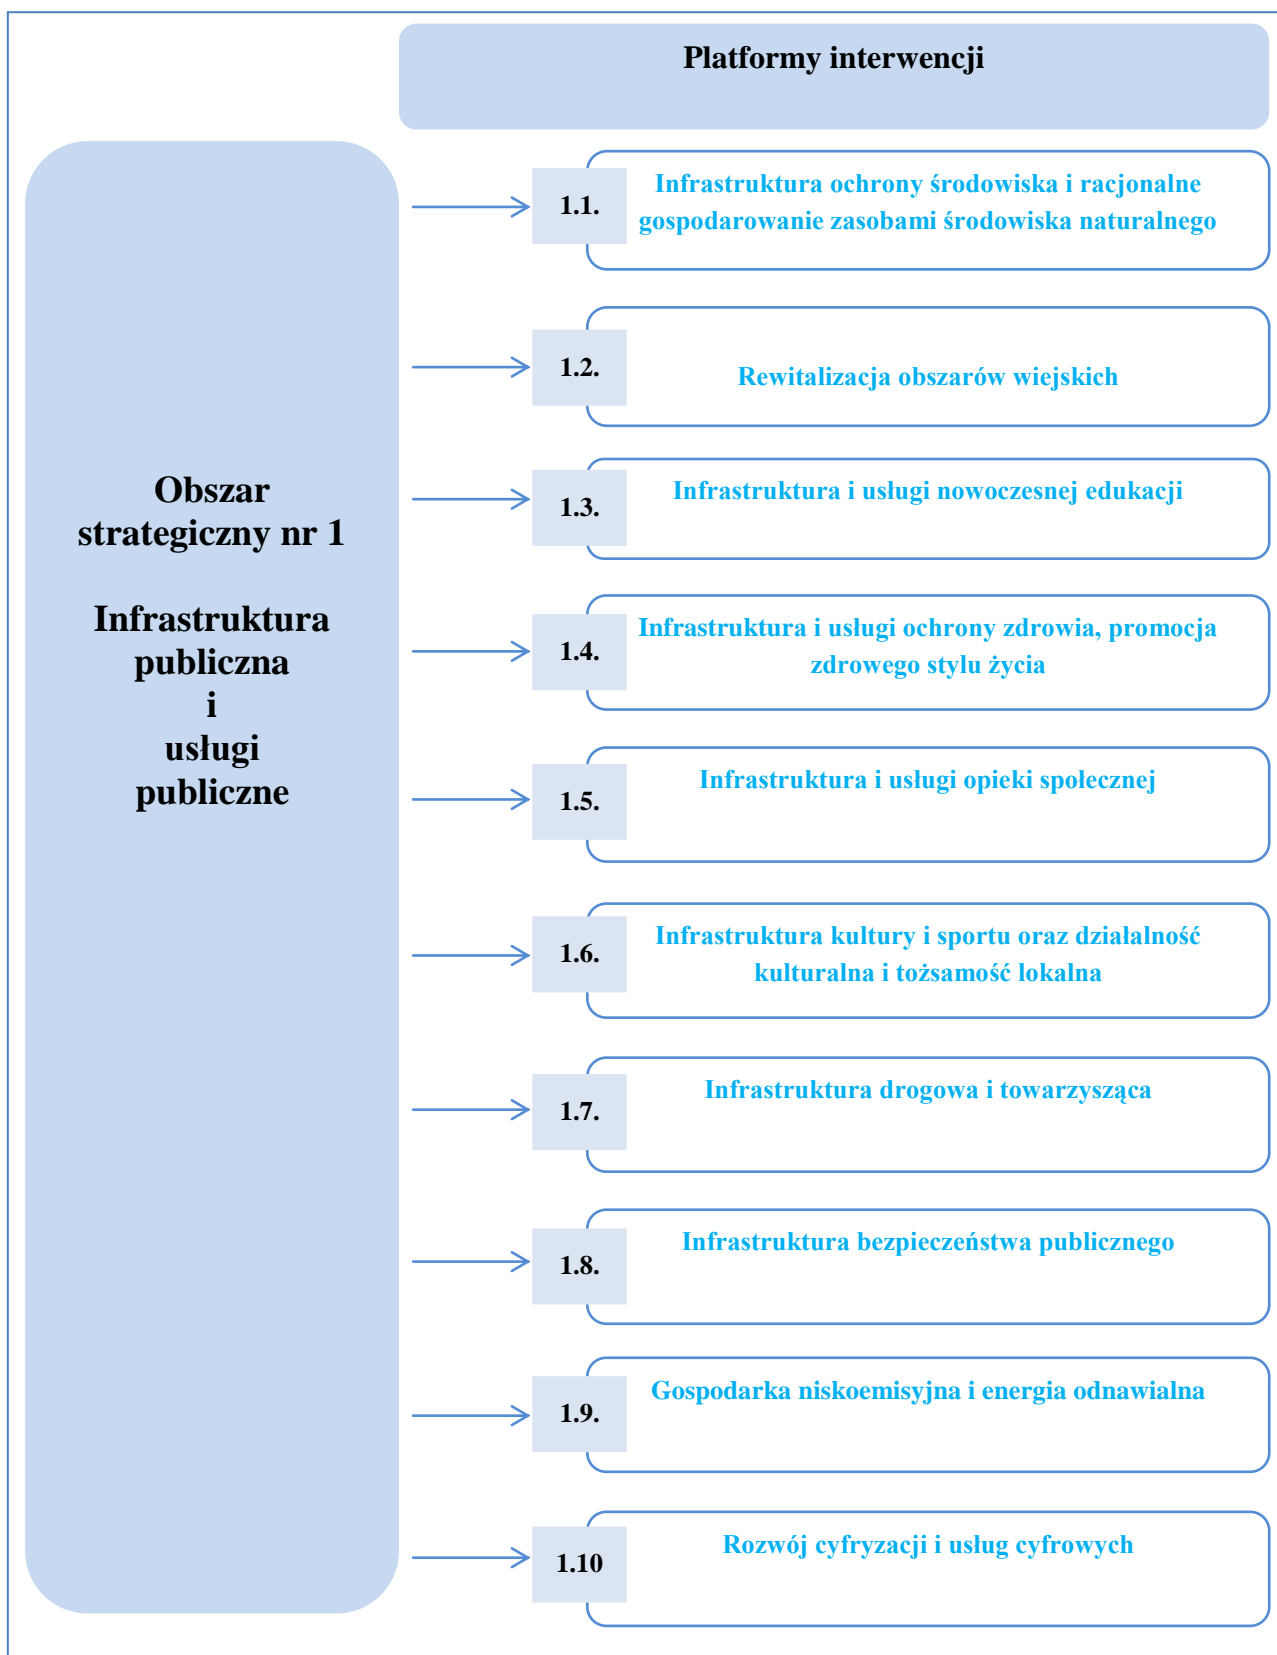 Platformy interwencji
Obszar
strategiczny nr 1
Infrastruktura
publiczna
i
usługi
publiczne
1.1.
Infrastruktura ochrony środowiska i racjonalne
gospodarowanie zasobami środowiska naturalnego
1.2.
Rewitalizacja obszarów wiejskich
1.3.
Infrastruktura i usługi nowoczesnej edukacji
1.4.
Infrastruktura i usługi ochrony zdrowia, promocja
zdrowego stylu życia
1.5.
Infrastruktura i usługi opieki społecznej
1.6.
Infrastruktura kultury i sportu oraz działalność
kulturalna i tożsamość lokalna
1.7.
Infrastruktura drogowa i towarzysząca
1.8.
Infrastruktura bezpieczeństwa publicznego
1.9.
Gospodarka niskoemisyjna i energia odnawialna
1.10
Rozwój cyfryzacji i usług cyfrowych